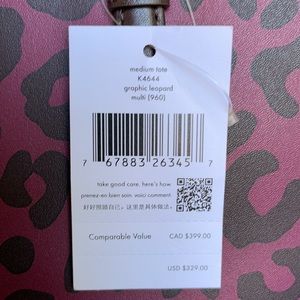 medium tote
K4644
graphic leopard
multi (960)
7 67883 26345 7
take good care. here's how.
prenez-en bien soin. voici comment.
好好照顾自己。这里是具体做法。
Comparable Value CAD $399.00
USD $329.00